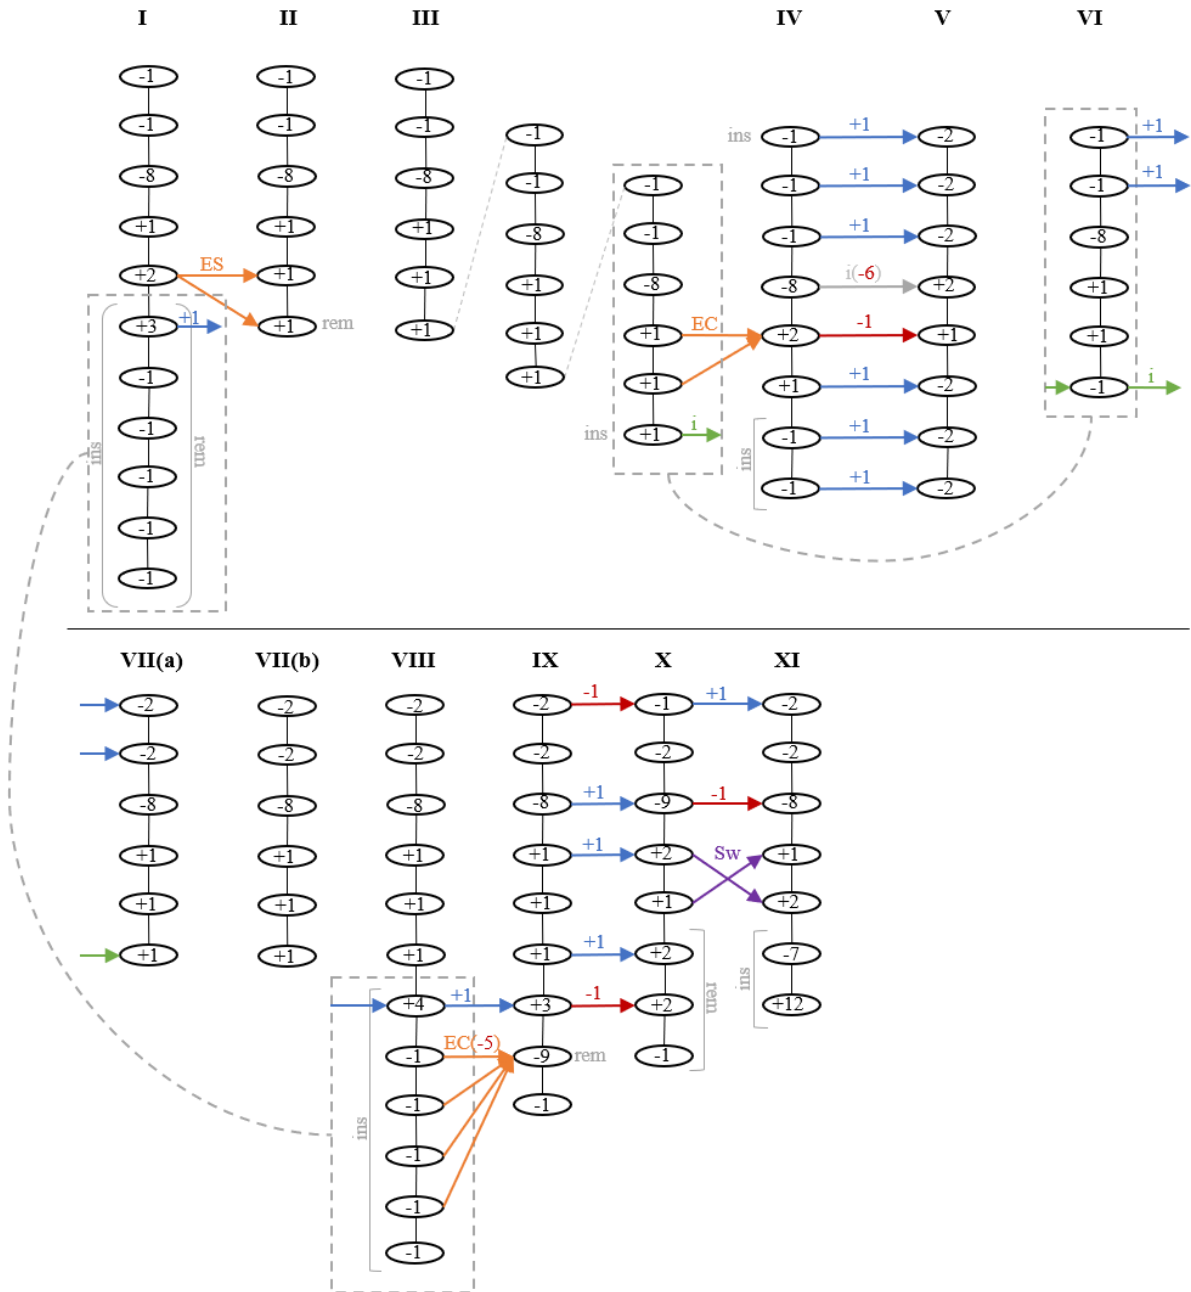 I II III IV V VI
-1 -1 -1
-1 -1 -1 -1 ins -1 +1 -2 -1 +1
-8 -8 -8 -1 -1 -1 +1 -2 -1 +1
+1 +1 +1 -8 -1 -1 +1 -2 -8
+2 ES +1 +1 +1 -8 -8 i(-6) +2 +1
+3 +1 +1 rem +1 +1 +1 EC +2 -1 +1 +1
-1 +1 +1 +1 +1 -2 -1 i
-1 ins +1 i -1 +1 -2
ins -1 rem ins -1 +1 -2
-1
-1
VII(a) VII(b) VIII IX X XI
-2 -2 -2 -2 -1 -1 +1 -2
-2 -2 -2 -2 -2 -2
-8 -8 -8 -8 +1 -9 -1 -8
+1 +1 +1 +1 +1 +2 Sw +1
+1 +1 +1 +1 +1 +2
+1 +1 +1 +1 +1 +2 -7
+4 +1 +3 -1 +2 rem ins +12
-1 EC(-5) -9 rem -1
-1 -1
ins -1
-1
-1